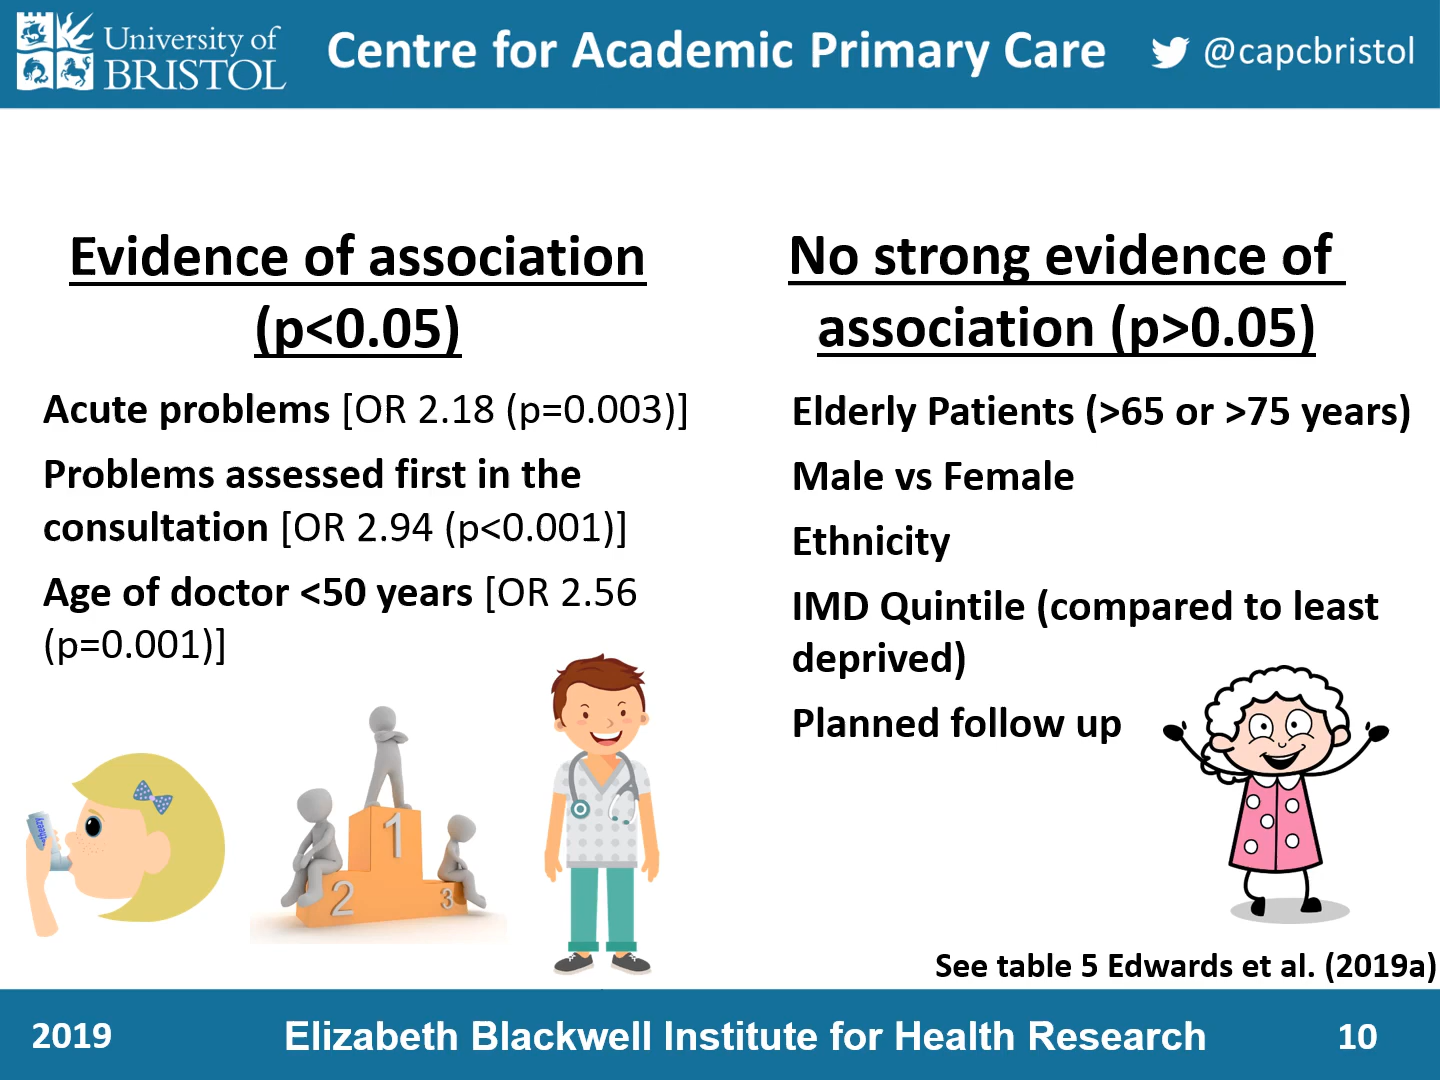 University of
BRISTOL
Centre for Academic Primary Care
@capcbristol
Evidence of association
(p<0.05)
Acute problems [OR 2.18 (p=0.003)]
Problems assessed first in the
consultation [OR 2.94 (p<0.001)]
Age of doctor <50 years [OR 2.56
(p=0.001)]
No strong evidence of
association (p>0.05)
Elderly Patients (>65 or >75 years)
Male vs Female
Ethnicity
IMD Quintile (compared to least
deprived)
Planned follow up
1
2
3
See table 5 Edwards et al. (2019a)
2019
Elizabeth Blackwell Institute for Health Research
10